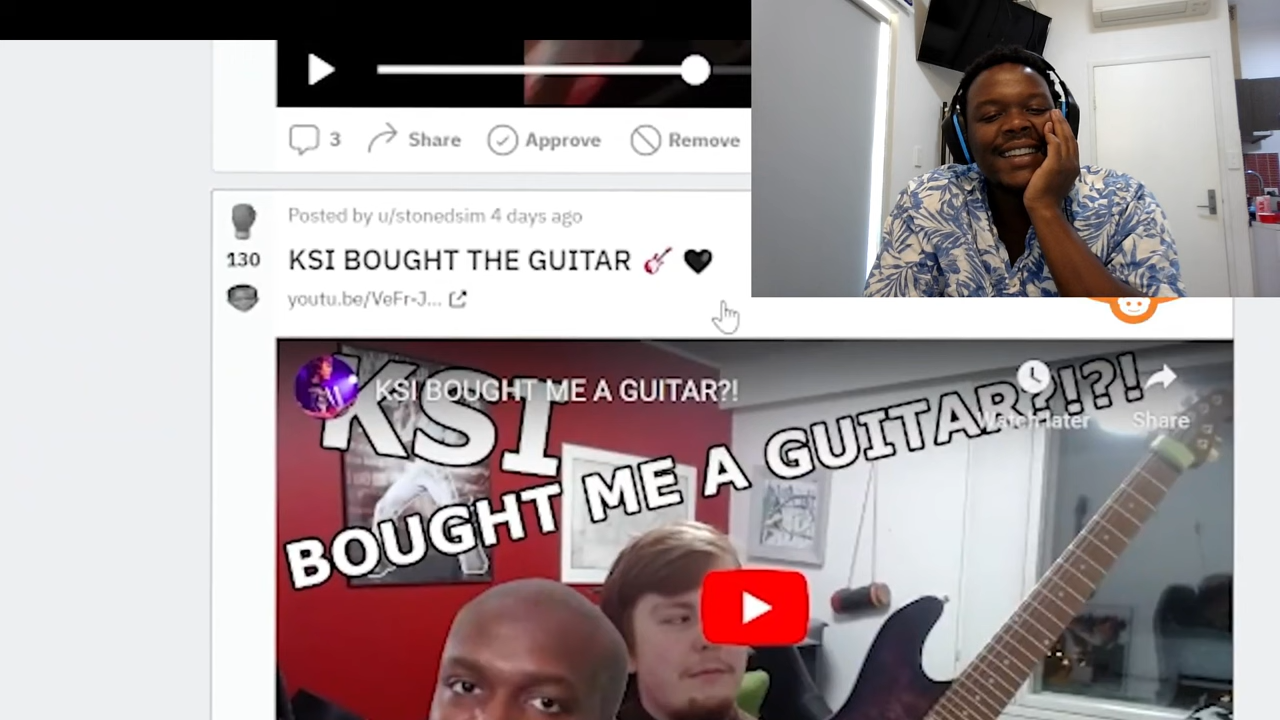 3 Share Approve Remove
Posted by u/stonedsim 4 days ago
130
KSI BOUGHT THE GUITAR 🎸 🖤
youtu.be/VeFr-J...
KSI BOUGHT ME A GUITAR?!
Watch later Share
KSI
BOUGHT ME A GUITAR?!?!